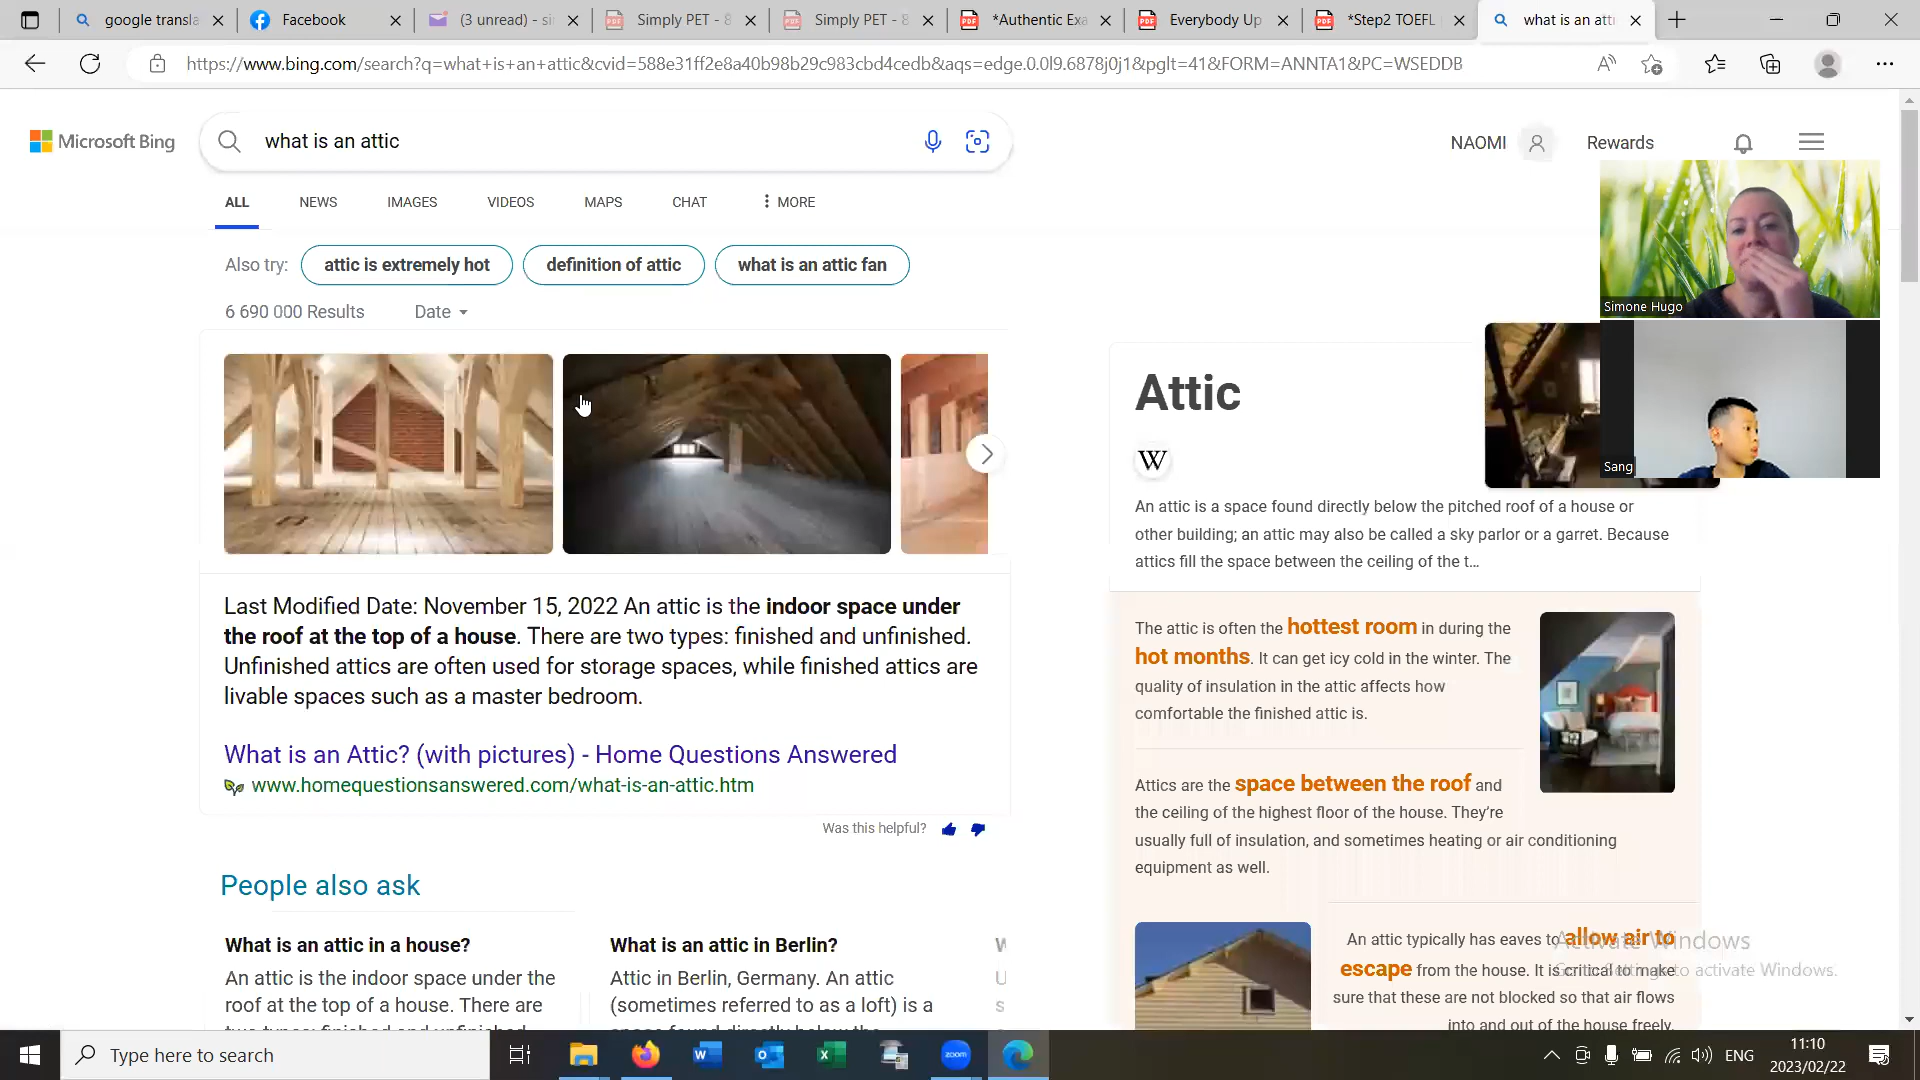 google transla
Facebook
(3 unread) - si
Simply PET - 8
Simply PET - 8
*Authentic Exa
Everybody Up
*Step2 TOEFL
what is an atti
https://www.bing.com/search?q=what+is+an+attic&cvid=588e31ff2e8a40b98b29c983cbd4cedb&aqs=edge.0.0l9.6878j0j1&pglt=41&FORM=ANNTA1&PC=WSEDDB
Microsoft Bing
what is an attic
NAOMI
Rewards
ALL
NEWS
IMAGES
VIDEOS
MAPS
CHAT
MORE
Also try:
attic is extremely hot
definition of attic
what is an attic fan
6 690 000 Results
Date
Simone Hugo
Sang
Last Modified Date: November 15, 2022 An attic is the indoor space under
the roof at the top of a house. There are two types: finished and unfinished.
Unfinished attics are often used for storage spaces, while finished attics are
livable spaces such as a master bedroom.
What is an Attic? (with pictures) - Home Questions Answered
www.homequestionsanswered.com/what-is-an-attic.htm
Was this helpful?
People also ask
What is an attic in a house?
An attic is the indoor space under the
roof at the top of a house. There are
two types: finished and unfinished
What is an attic in Berlin?
Attic in Berlin, Germany. An attic
(sometimes referred to as a loft) is a
space found directly below the
Attic
W
An attic is a space found directly below the pitched roof of a house or
other building; an attic may also be called a sky parlor or a garret. Because
attics fill the space between the ceiling of the t...
The attic is often the hottest room in during the
hot months. It can get icy cold in the winter. The
quality of insulation in the attic affects how
comfortable the finished attic is.
Attics are the space between the roof and
the ceiling of the highest floor of the house. They're
usually full of insulation, and sometimes heating or air conditioning
equipment as well.
An attic typically has eaves to allow air to
escape from the house. It is critical to make
sure that these are not blocked so that air flows
into and out of the house freely.
Activate Windows
Go to Settings to activate Windows.
Type here to search
zoom
ENG
11:10
2023/02/22